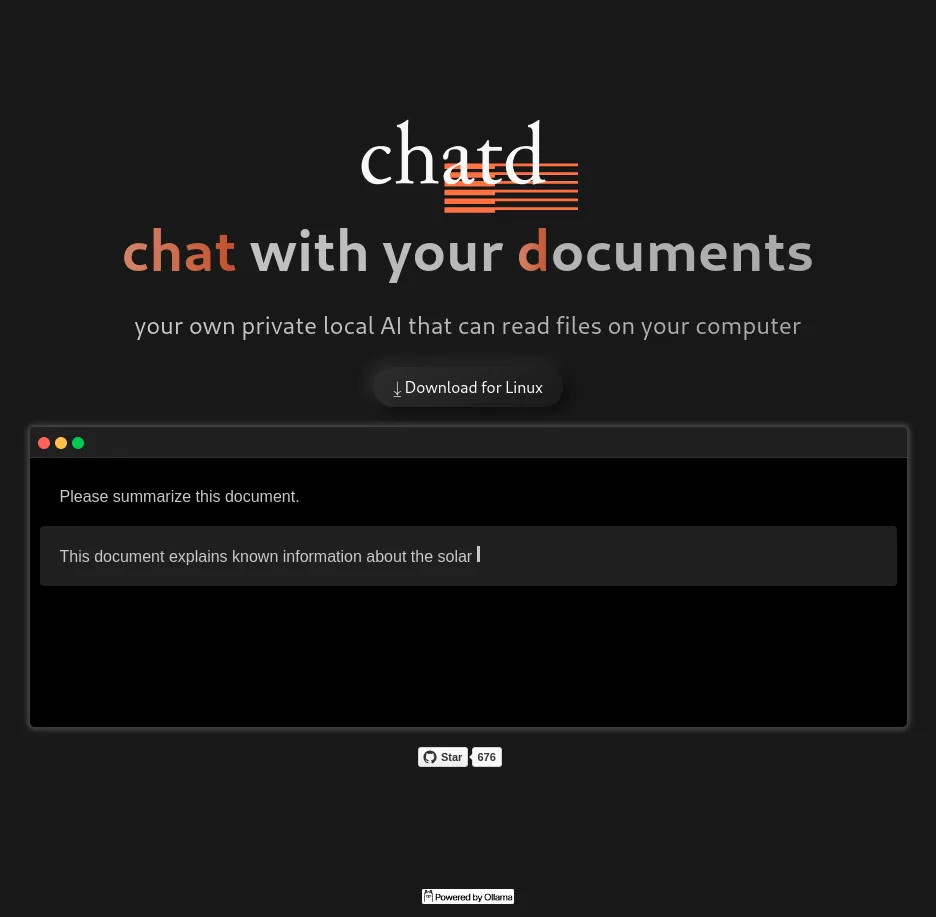 chatd
chat with your documents
your own private local AI that can read files on your computer
Download for Linux
Please summarize this document.
This document explains known information about the solar
Star 676
Powered by Ollama